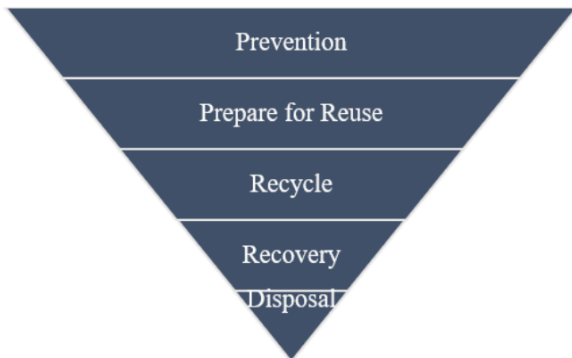 Prevention
Prepare for Reuse
Recycle
Recovery
Disposal